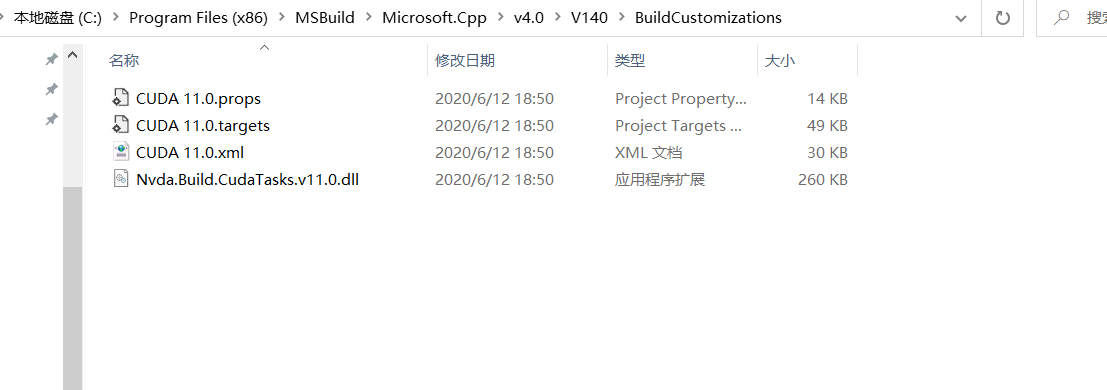 本地磁盘 (C:) Program Files (x86) MSBuild Microsoft.Cpp v4.0 V140 BuildCustomizations
名称 修改日期 类型 大小
CUDA 11.0.props 2020/6/12 18:50 Project Property... 14 KB
CUDA 11.0.targets 2020/6/12 18:50 Project Targets ... 49 KB
CUDA 11.0.xml 2020/6/12 18:50 XML 文档 30 KB
Nvda.Build.CudaTasks.v11.0.dll 2020/6/12 18:50 应用程序扩展 260 KB